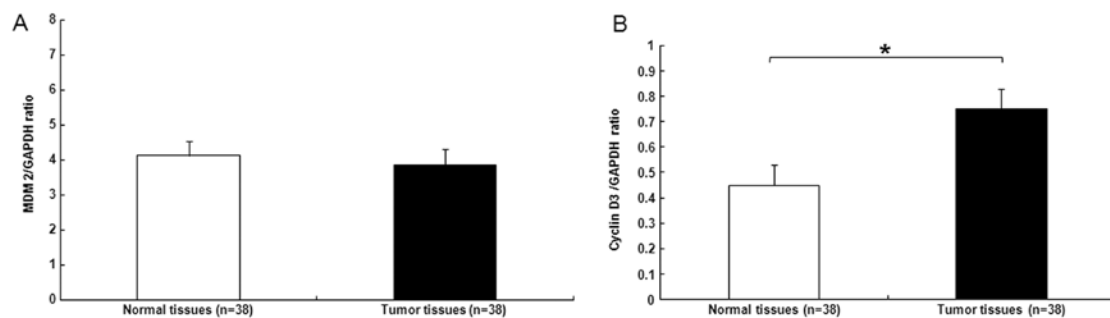 A
MDM 2/GAPDH ratio
8
7
6
5
4
3
2
1
0
Normal tissues (n=38)
Tumor tissues (n=38)
B
Cyclin D3 /GAPDH ratio
1
0.9
0.8
0.7
0.6
0.5
0.4
0.3
0.2
0.1
0
*
Normal tissues (n=38)
Tumor tissues (n=38)